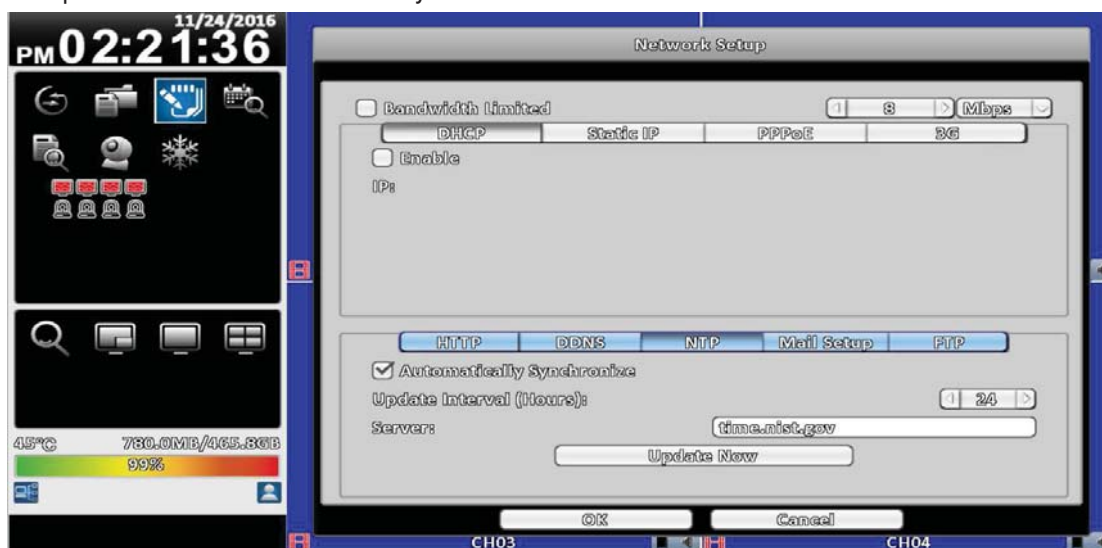 11/24/2016
PM 02:21:36
45°C 780.0MB/465.8GB
99%
Network Setup
Bandwidth Limited 8 Mbps
DHCP Static IP PPPoE 3G
Enable
IP:
HTTP DDNS NTP Mail Setup FTP
Automatically Synchronize
Update Interval (Hours): 24
Server: time.nist.gov
Update Now
OK Cancel
CH03 CH04